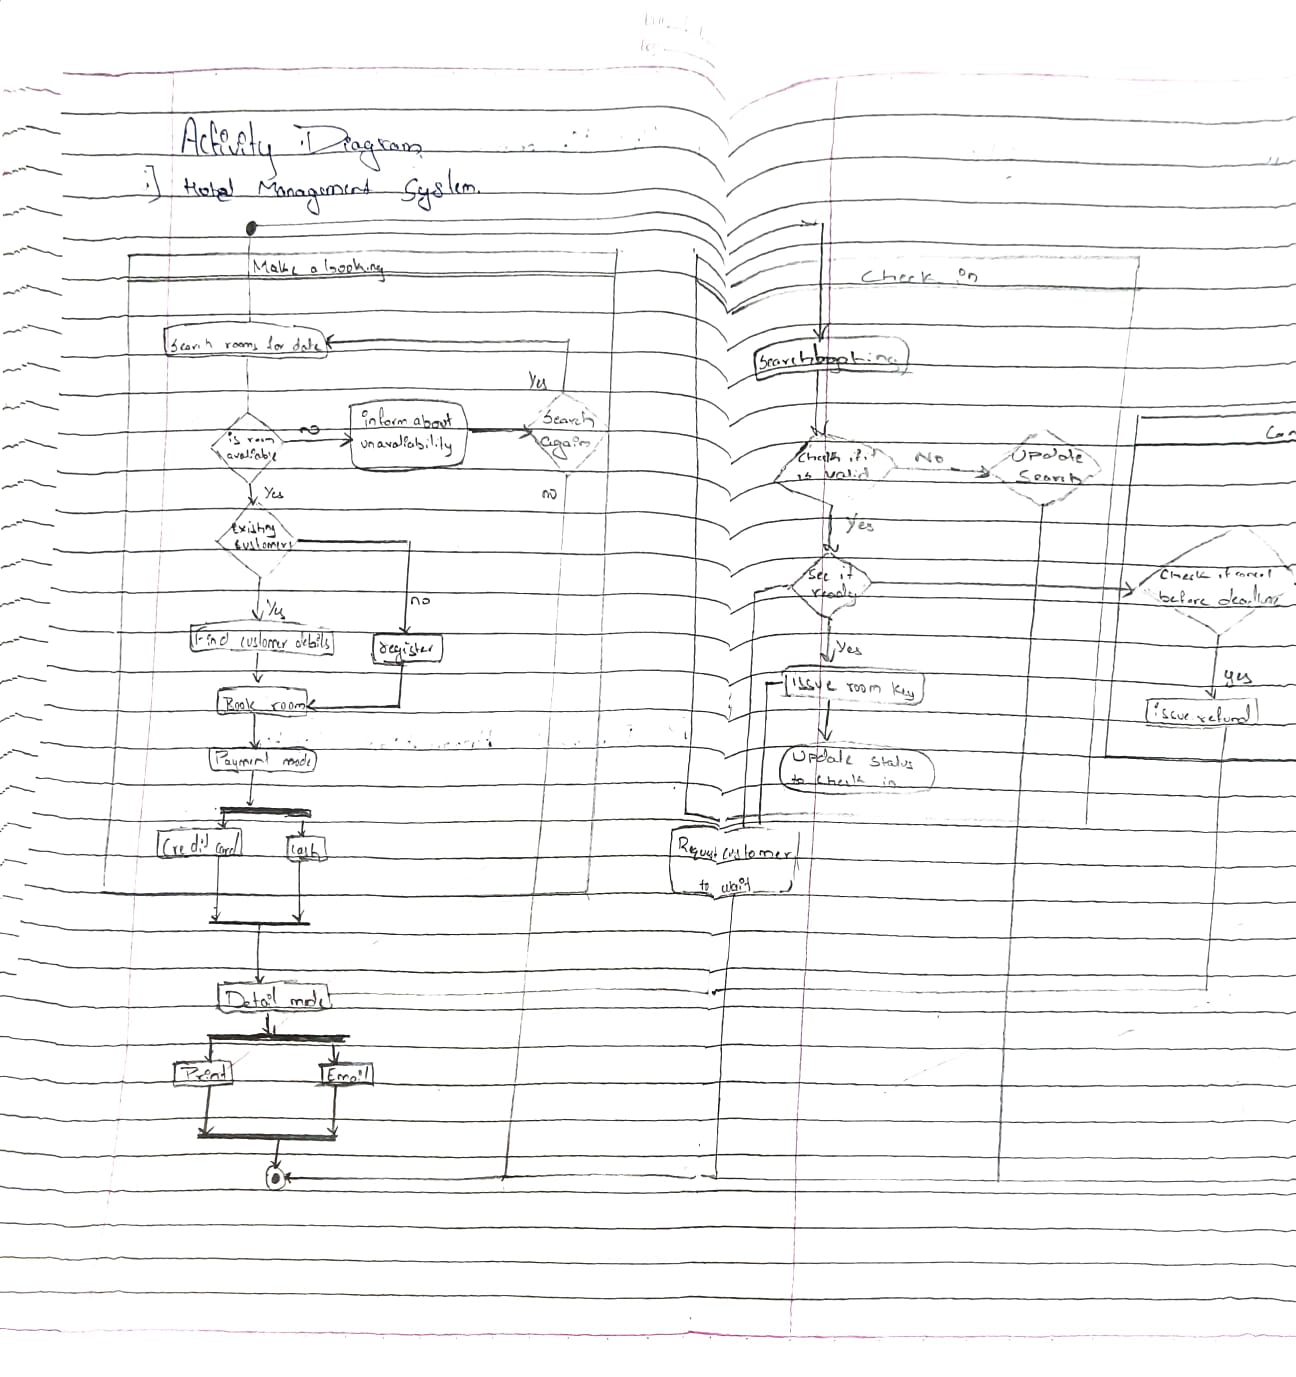 Activity Diagram
:] Hotel Management System.
Make a booking
Search rooms for date
Yes
is room
avaliable
no
inform about
unavaliability
Search
again
no
Yes
Existing
customers
no
Yes
Find customer details
register
Book room
Payment mode
Credit card
Cash
Detail mode
Print
Email
Check in
Search booking
Check if it
is valid
No
Update
Search
Yes
See if
ready
Yes
Issue room key
Update status
to check in
Request customer
to wait
Can
Check if cancel
before deadline
yes
issue refund